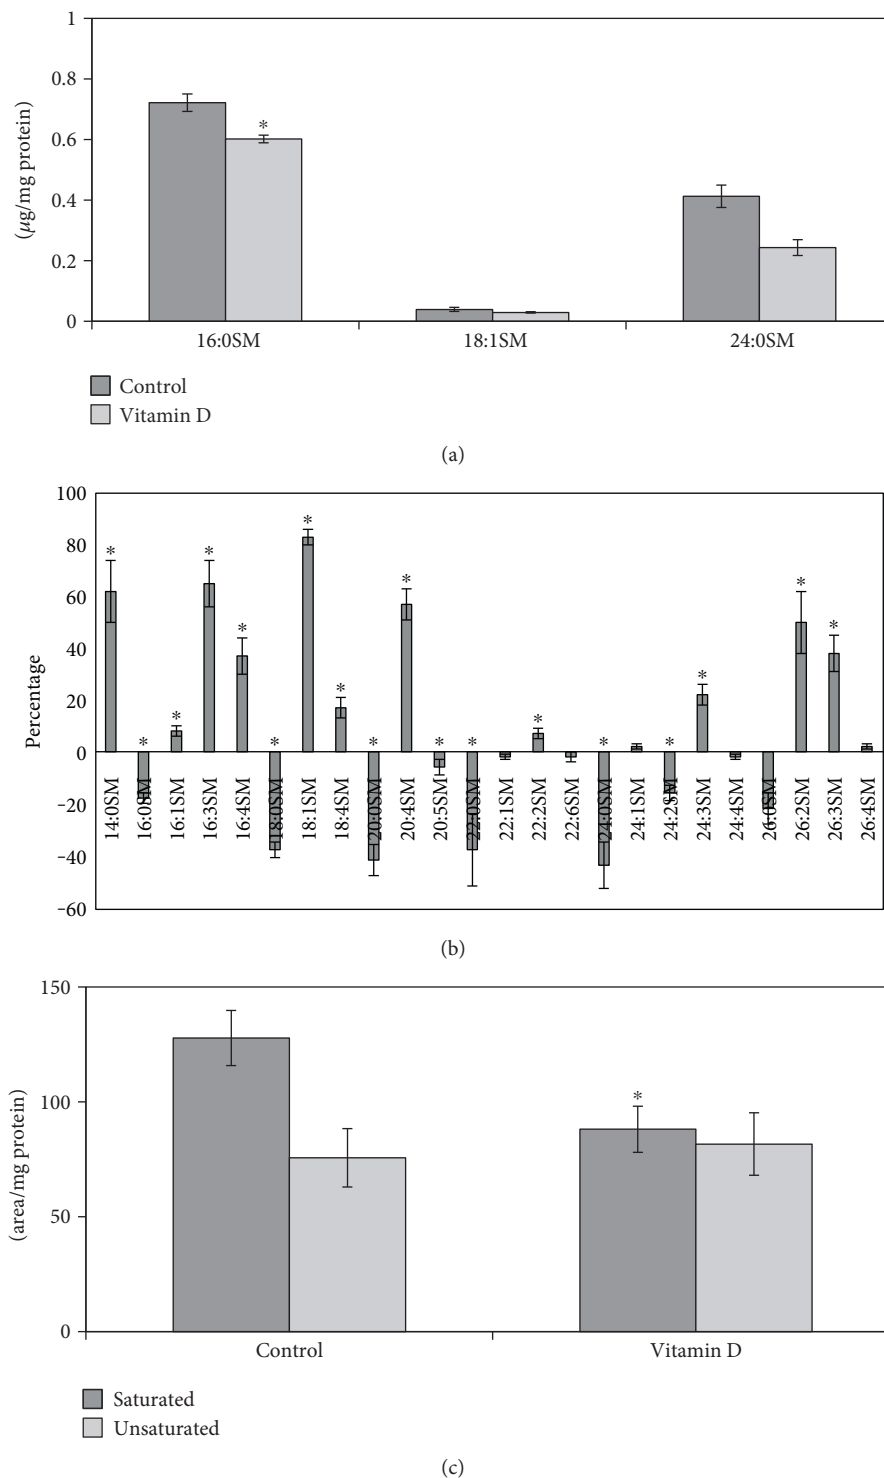 1
0.8
0.6
0.4
0.2
0
(µg/mg protein)
*
16:0SM 18:1SM 24:0SM
Control
Vitamin D
(a)
100
80
60
40
20
0
-20
-40
-60
Percentage
* * * * * * * * * * * * * * * * * *
14:0SM 16:0SM 16:1SM 16:3SM 16:4SM 18:0SM 18:1SM 18:4SM 20:0SM 20:4SM 20:5SM 22:0SM 22:1SM 22:2SM 22:6SM 24:0SM 24:1SM 24:2SM 24:3SM 24:4SM 26:0SM 26:2SM 26:3SM 26:4SM
(b)
150
100
50
0
(area/mg protein)
*
Control Vitamin D
Saturated
Unsaturated
(c)